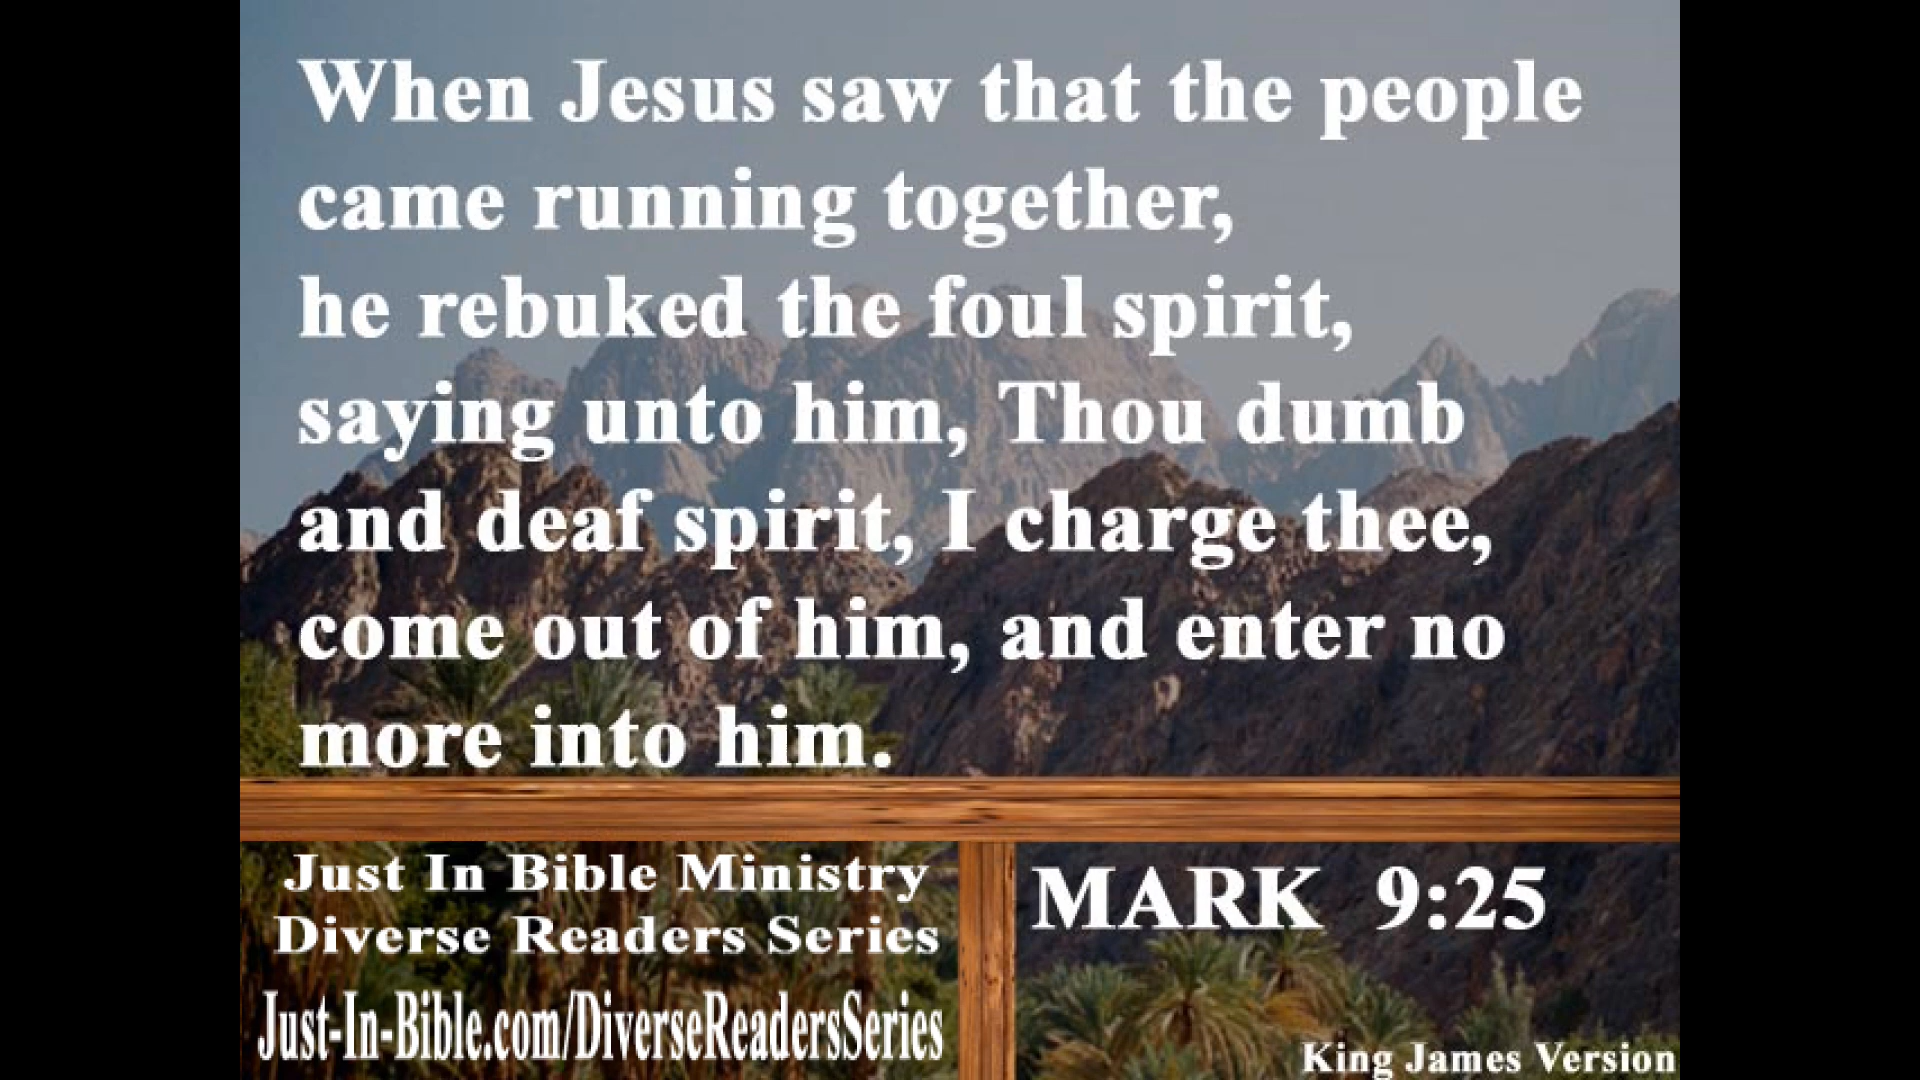 When Jesus saw that the people
came running together,
he rebuked the foul spirit,
saying unto him, Thou dumb
and deaf spirit, I charge thee,
come out of him, and enter no
more into him.
Just In Bible Ministry
Diverse Readers Series
Just-In-Bible.com/DiverseReadersSeries
MARK 9:25
King James Version